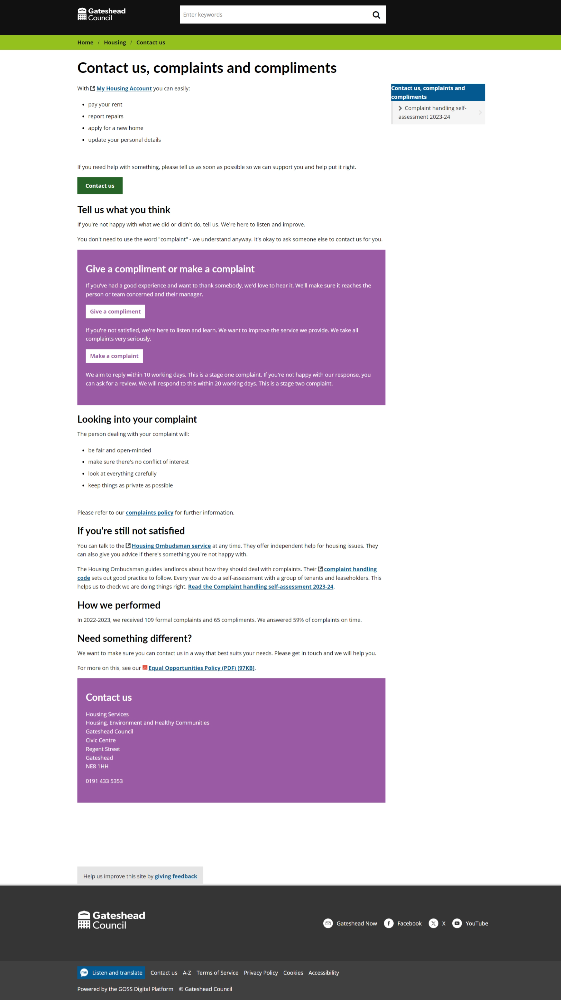 Gateshead
Council
Enter keywords
Home / Housing / Contact us
Contact us, complaints and compliments
With My Housing Account you can easily:
pay your rent
report repairs
apply for a new home
update your personal details
Contact us, complaints and
compliments
Complaint handling self-
assessment 2023-24
If you need help with something, please tell us as soon as possible so we can support you and help put it right.
Contact us
Tell us what you think
If you're not happy with what we did or didn't do, tell us. We're here to listen and improve.
You don't need to use the word "complaint" - we understand anyway. It's okay to ask someone else to contact us for you.
Give a compliment or make a complaint
If you've had a good experience and want to thank somebody, we'd love to hear it. We'll make sure it reaches the
person or team concerned and their manager.
Give a compliment
If you're not satisfied, we're here to listen and learn. We want to improve the service we provide. We take all
complaints very seriously.
Make a complaint
We aim to reply within 10 working days. This is a stage one complaint. If you're not happy with our response, you
can ask for a review. We will respond to this within 20 working days. This is a stage two complaint.
Looking into your complaint
The person dealing with your complaint will:
be fair and open-minded
make sure there's no conflict of interest
look at everything carefully
keep things as private as possible
Please refer to our complaints policy for further information.
If you're still not satisfied
You can talk to the Housing Ombudsman service at any time. They offer independent help for housing issues. They
can also give you advice if there's something you're not happy with.
The Housing Ombudsman guides landlords about how they should deal with complaints. Their complaint handling
code sets out good practice to follow. Every year we do a self-assessment with a group of tenants and leaseholders. This
helps us to check we are doing things right. Read the Complaint handling self-assessment 2023-24.
How we performed
In 2022-2023, we received 109 formal complaints and 65 compliments. We answered 59% of complaints on time.
Need something different?
We want to make sure you can contact us in a way that best suits your needs. Please get in touch and we will help you.
For more on this, see our Equal Opportunities Policy (PDF) [97KB].
Contact us
Housing Services
Housing, Environment and Healthy Communities
Gateshead Council
Civic Centre
Regent Street
Gateshead
NE8 1HH
0191 433 5353
Help us improve this site by giving feedback
Gateshead
Council
Gateshead Now Facebook X YouTube
me Listen and translate Contact us A-Z Terms of Service Privacy Policy Cookies Accessibility
Powered by the GOSS Digital Platform © Gateshead Council